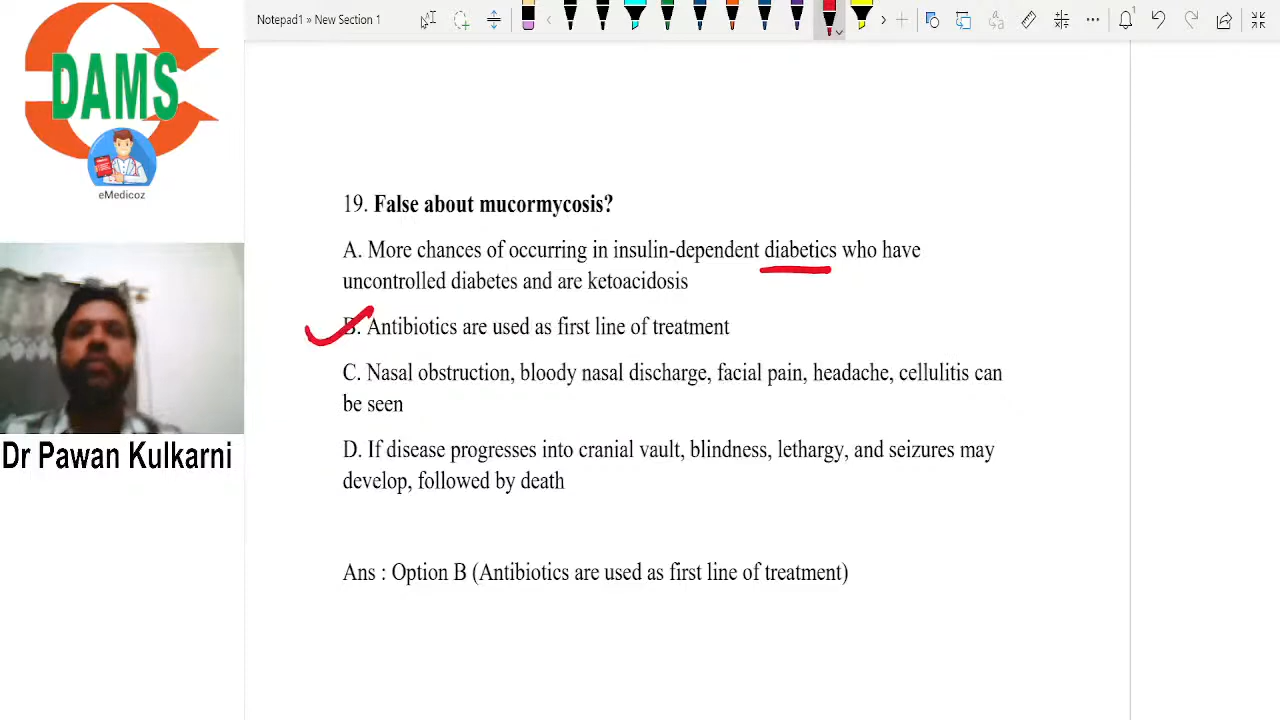 Notepad1 » New Section 1
DAMS
eMedicoz
19. False about mucormycosis?
A. More chances of occurring in insulin-dependent diabetics who have
uncontrolled diabetes and are ketoacidosis
B. Antibiotics are used as first line of treatment
C. Nasal obstruction, bloody nasal discharge, facial pain, headache, cellulitis can
be seen
D. If disease progresses into cranial vault, blindness, lethargy, and seizures may
develop, followed by death
Dr Pawan Kulkarni
Ans : Option B (Antibiotics are used as first line of treatment)